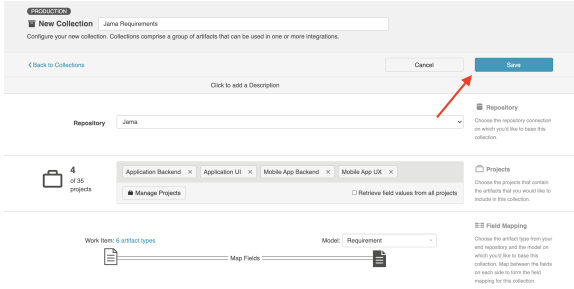 PRODUCTION
New Collection Jama Requirements
Configure your new collection. Collections comprise a group of artifacts that can be used in one or more integrations.
Back to Collections
Cancel
Save
Click to add a Description
Repository
Jama
Repository
Choose the repository connection
on which you'd like to base this
collection.
4
of 35
projects
Application Backend × Application UI × Mobile App Backend × Mobile App UX ×
Manage Projects
Retrieve field values from all projects
Projects
Choose the projects that contain
the artifacts that you would like to
include in this collection.
Work Item: 6 artifact types
Model: Requirement
Map Fields
Field Mapping
Choose the artifact type from your
end repository and the model on
which you'd like to base this
collection. Map between the fields
on each side to form the field
mapping for this collection.